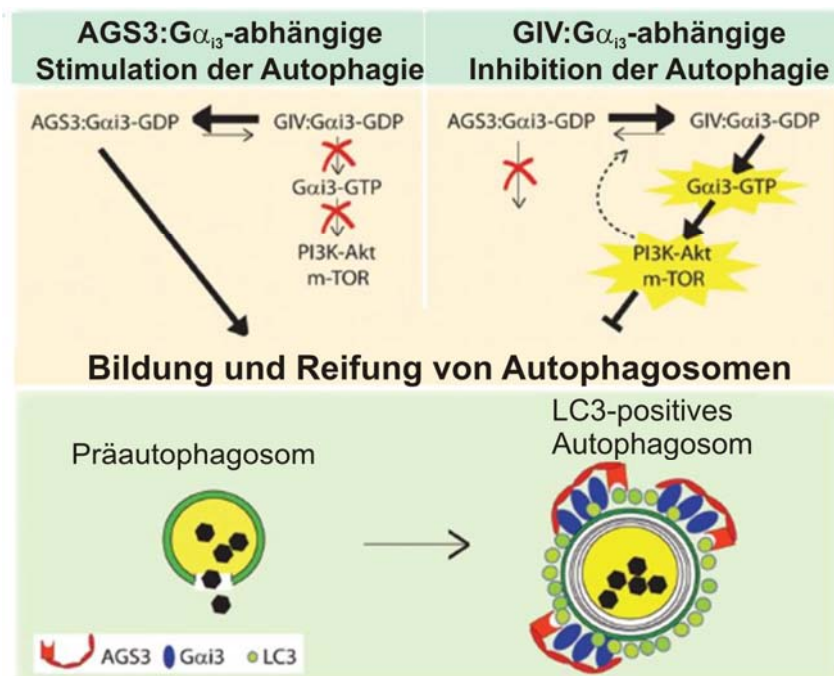 AGS3:Gαi3-abhängige
Stimulation der Autophagie
GIV:Gαi3-abhängige
Inhibition der Autophagie
AGS3:Gαi3-GDP
GIV:Gαi3-GDP
Gαi3-GTP
PI3K-Akt
m-TOR
AGS3:Gαi3-GDP
GIV:Gαi3-GDP
Gαi3-GTP
PI3K-Akt
m-TOR
Bildung und Reifung von Autophagosomen
Präautophagosom
LC3-positives
Autophagosom
AGS3 Gαi3 LC3